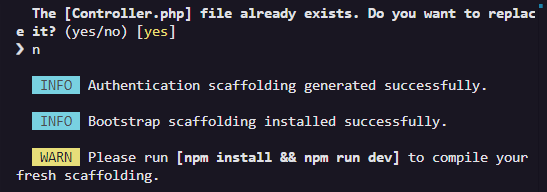 The [Controller.php] file already exists. Do you want to replac
e it? (yes/no) [yes]
❯ n
INFO Authentication scaffolding generated successfully.
INFO Bootstrap scaffolding installed successfully.
WARN Please run [npm install && npm run dev] to compile your
fresh scaffolding.